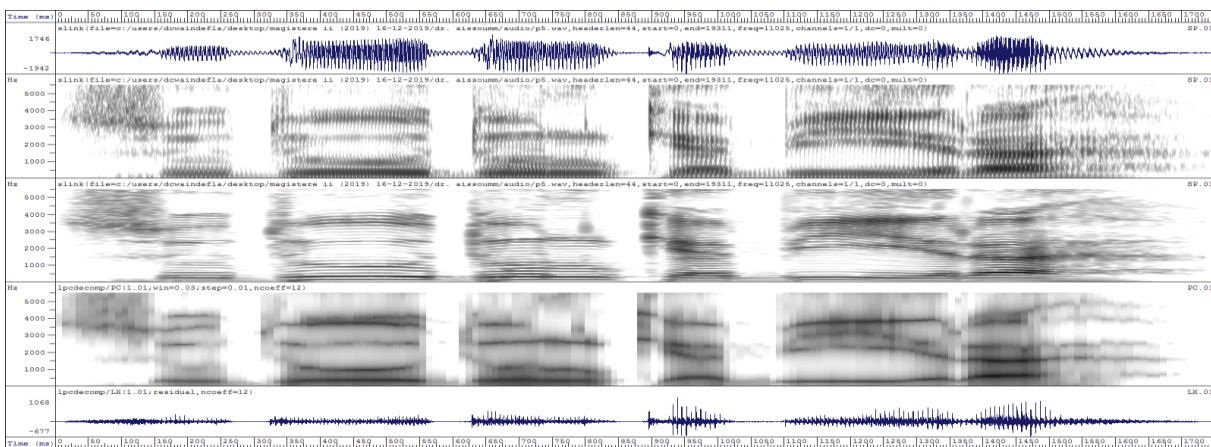 Time (ms) 0 50 100 150 200 250 300 350 400 450 500 550 600 650 700 750 800 850 900 950 1000 1050 1100 1150 1200 1250 1300 1350 1400 1450 1500 1550 1600 1650 1700
slink(file=c:/users/dcwaindefla/desktop/magistere ii (2019) 16-12-2019/dr. aissoumm/audio/p5.wav,headerlen=44,start=0,end=19311,freq=11025,channels=1/1,dc=0,mult=0) SP.01
1746
-1942
Hs slink(file=c:/users/dcwaindefla/desktop/magistere ii (2019) 16-12-2019/dr. aissoumm/audio/p5.wav,headerlen=44,start=0,end=19311,freq=11025,channels=1/1,dc=0,mult=0) SP.01
5000
4000
3000
2000
1000
Hs slink(file=c:/users/dcwaindefla/desktop/magistere ii (2019) 16-12-2019/dr. aissoumm/audio/p5.wav,headerlen=44,start=0,end=19311,freq=11025,channels=1/1,dc=0,mult=0) SP.01
5000
4000
3000
2000
1000
Hs lpcdecomp/PC(1.01;win=0.03;step=0.01,ncoeff=12) PC.01
5000
4000
3000
2000
1000
lpcdecomp/LX(1.01;residual,ncoeff=12) LX.01
1068
-677
Time (ms) 0 50 100 150 200 250 300 350 400 450 500 550 600 650 700 750 800 850 900 950 1000 1050 1100 1150 1200 1250 1300 1350 1400 1450 1500 1550 1600 1650 1700